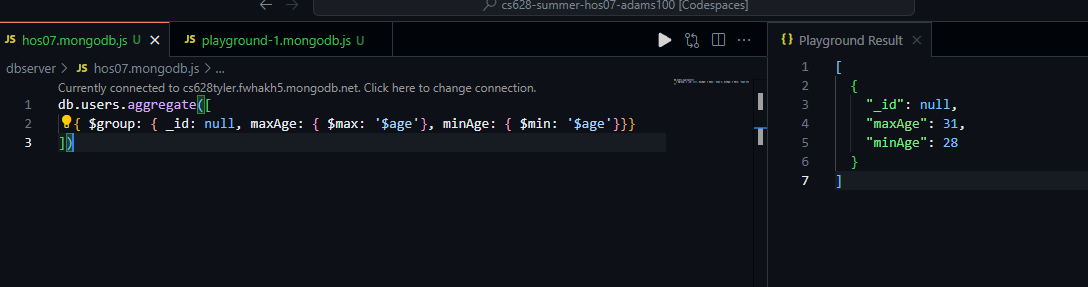 cs628-summer-hos07-adams100 [Codespaces]
JS hos07.mongodb.js U
JS playground-1.mongodb.js U
{} Playground Result
dbserver > JS hos07.mongodb.js > ...
Currently connected to cs628tyler.fwhakh5.mongodb.net. Click here to change connection.
1 db.users.aggregate([
2 { $group: { _id: null, maxAge: { $max: '$age'}, minAge: { $min: '$age'}}}
3 ])
1 [
2 {
3 "_id": null,
4 "maxAge": 31,
5 "minAge": 28
6 }
7 ]